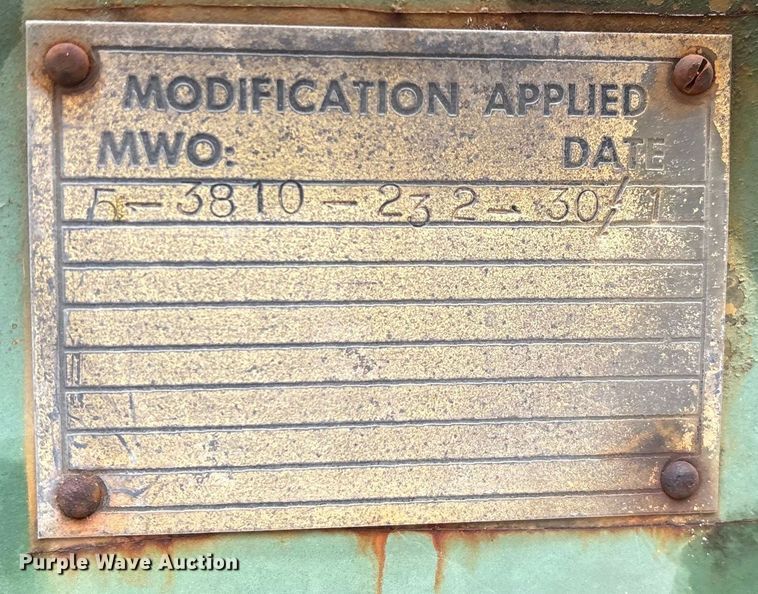 MODIFICATION APPLIED
MWO: DATE
5-3810-232-30/1
Purple Wave Auction